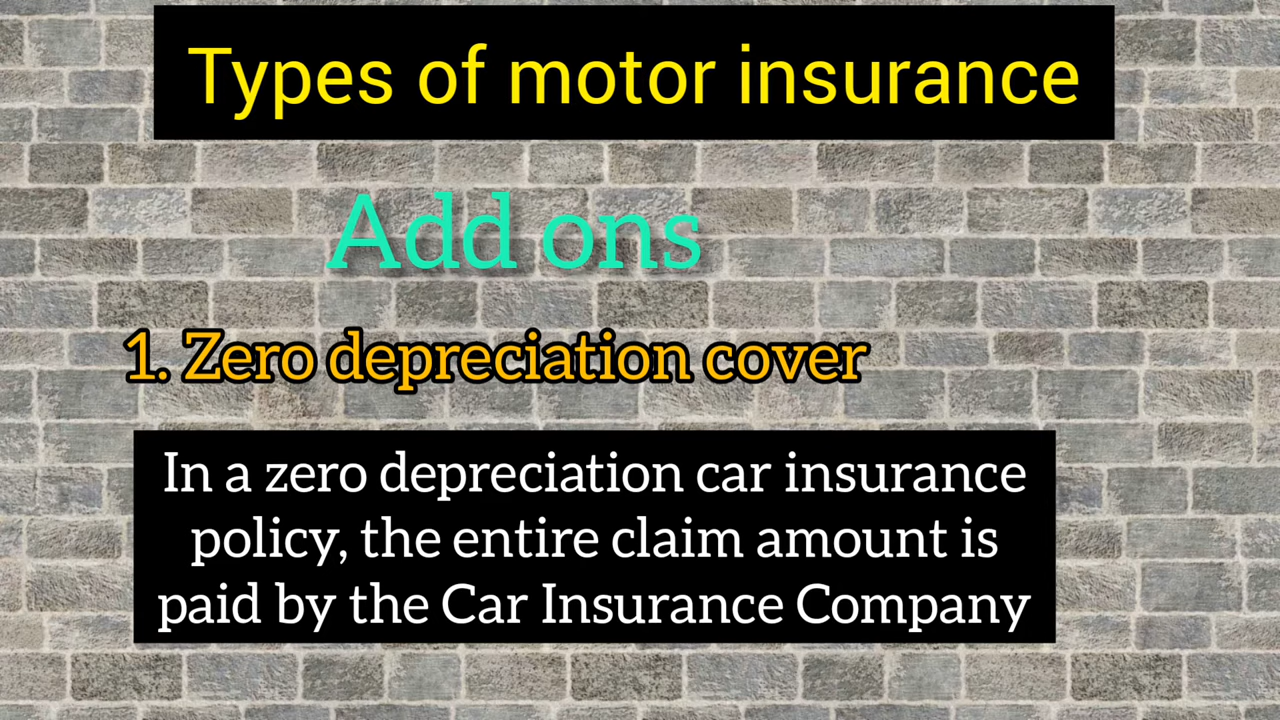 Types of motor insurance
Add ons
1. Zero depreciation cover
In a zero depreciation car insurance
policy, the entire claim amount is
paid by the Car Insurance Company